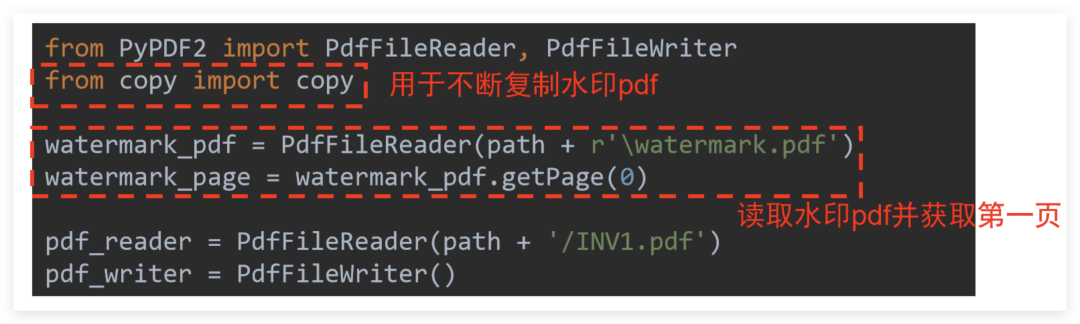 from PyPDF2 import PdfFileReader, PdfFileWriter
from copy import copy 用于不断复制水印pdf
watermark_pdf = PdfFileReader(path + r'\watermark.pdf')
watermark_page = watermark_pdf.getPage(0)
读取水印pdf并获取第一页
pdf_reader = PdfFileReader(path + '/INV1.pdf')
pdf_writer = PdfFileWriter()